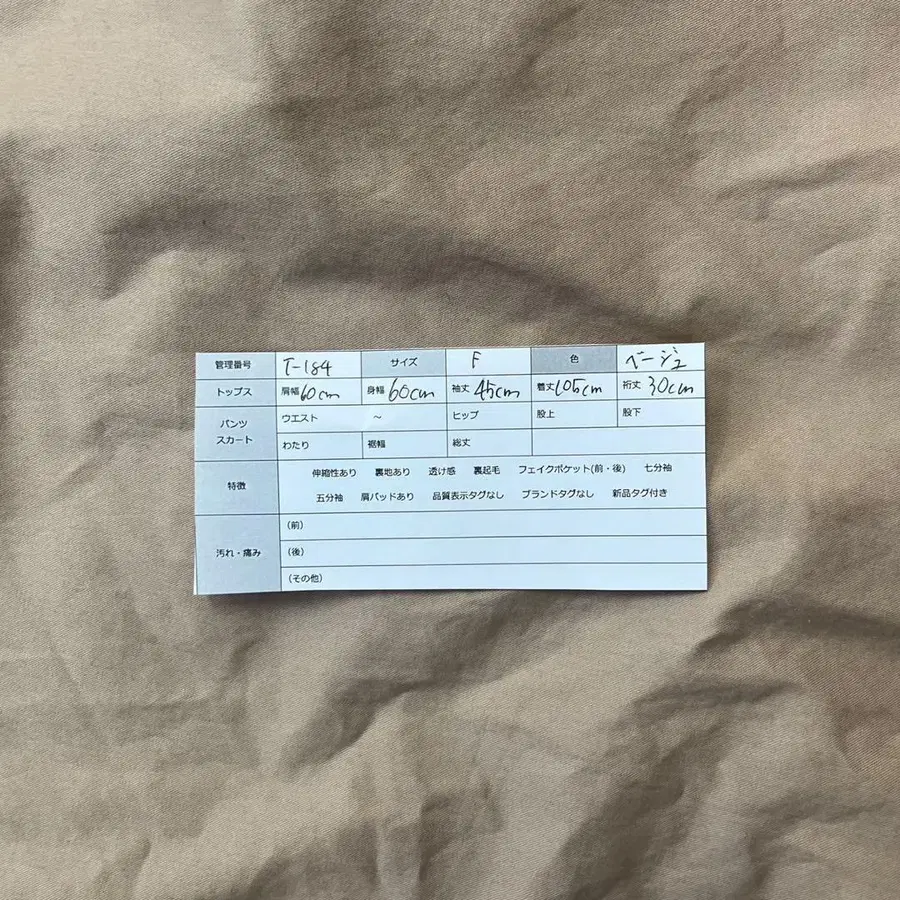 管理番号 T-184 サイズ F 色 ベージュ
トップス 肩幅 60cm 身幅 60cm 袖丈 45cm 着丈 105cm 裄丈 30cm
パンツ スカート ウエスト ～ ヒップ 股上 股下
わたり 裾幅 総丈
特徴 伸縮性あり 裏地あり 透け感 裏起毛 フェイクポケット(前・後) 七分袖
五分袖 肩パッドあり 品質表示タグなし ブランドタグなし 新品タグ付き
汚れ・痛み (前)
(後)
(その他)